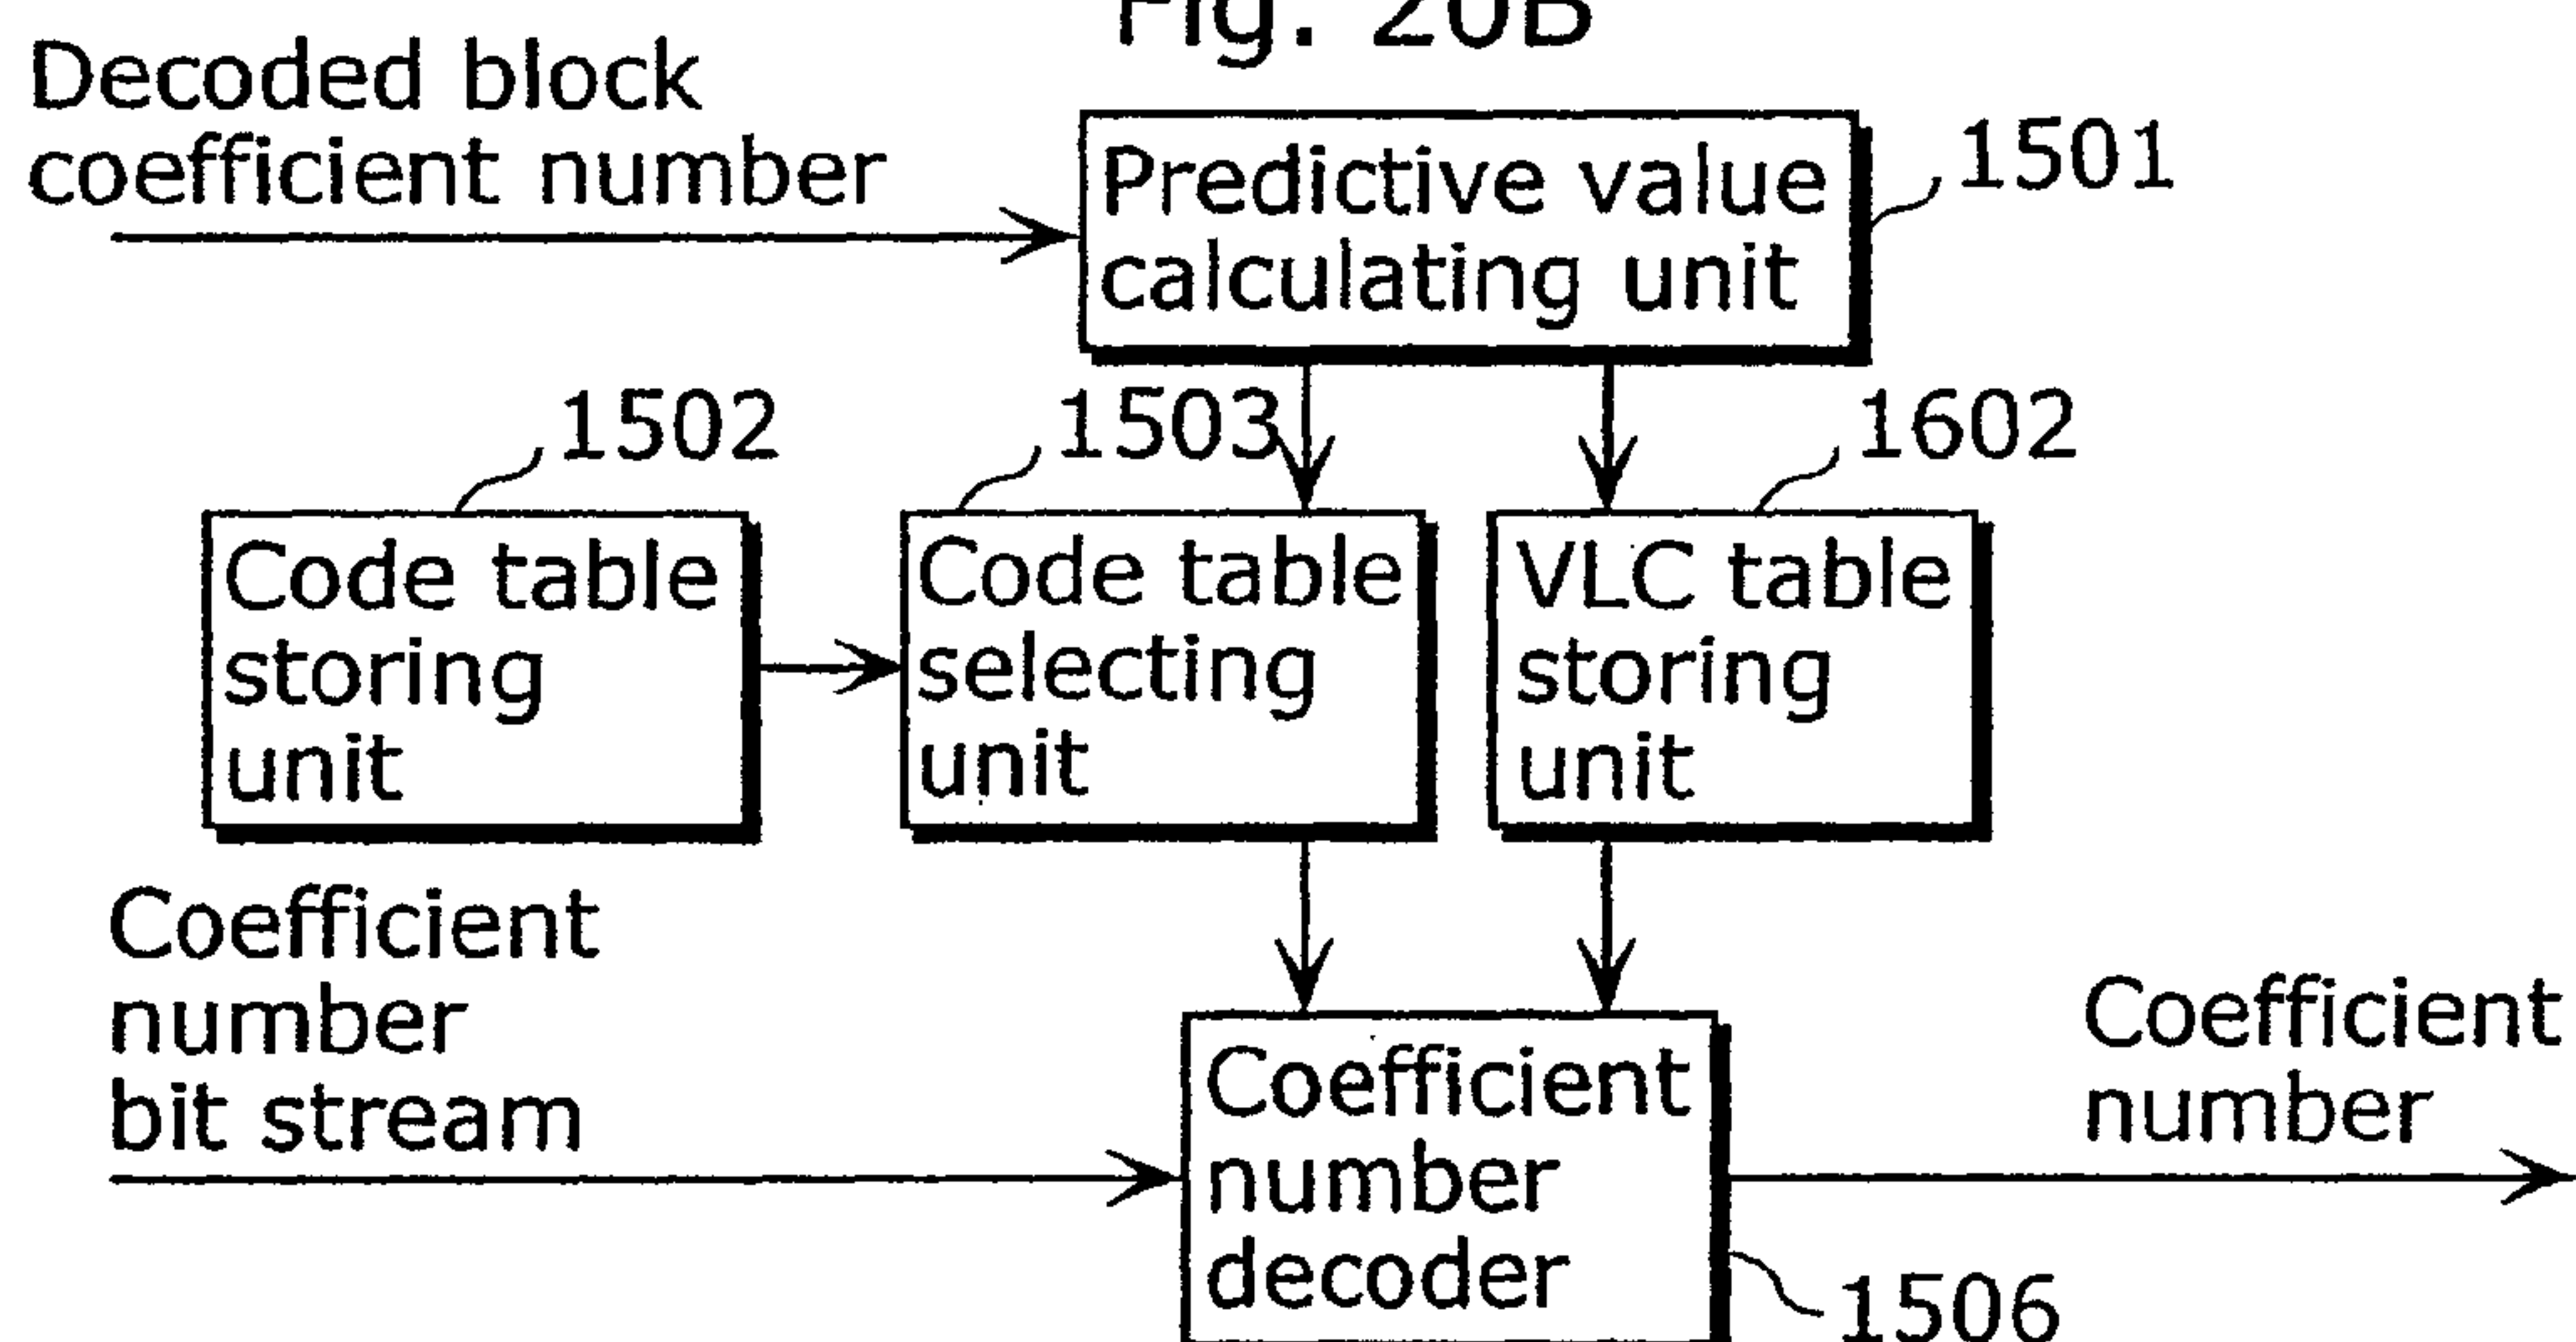 Fig. 20B
Decoded block
coefficient number
Predictive value
calculating unit
1501
1502
1503
1602
Code table
storing
unit
Code table
selecting
unit
VLC table
storing
unit
Coefficient
number
bit stream
Coefficient
number
decoder
Coefficient
number
1506